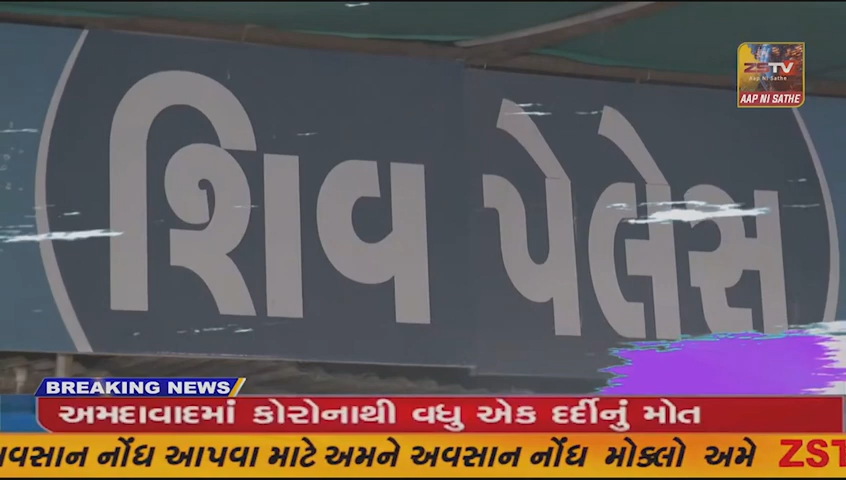 ZSTV
Aap Ni Sathe
AAP NI SATHE
શિવ પેલેસ
BREAKING NEWS
અમદાવાદમાં કોરોનાથી વધુ એક દર્દીનું મોત
અવસાન નોંધ આપવા માટે અમને અવસાન નોંધ મોકલો અમે ZST